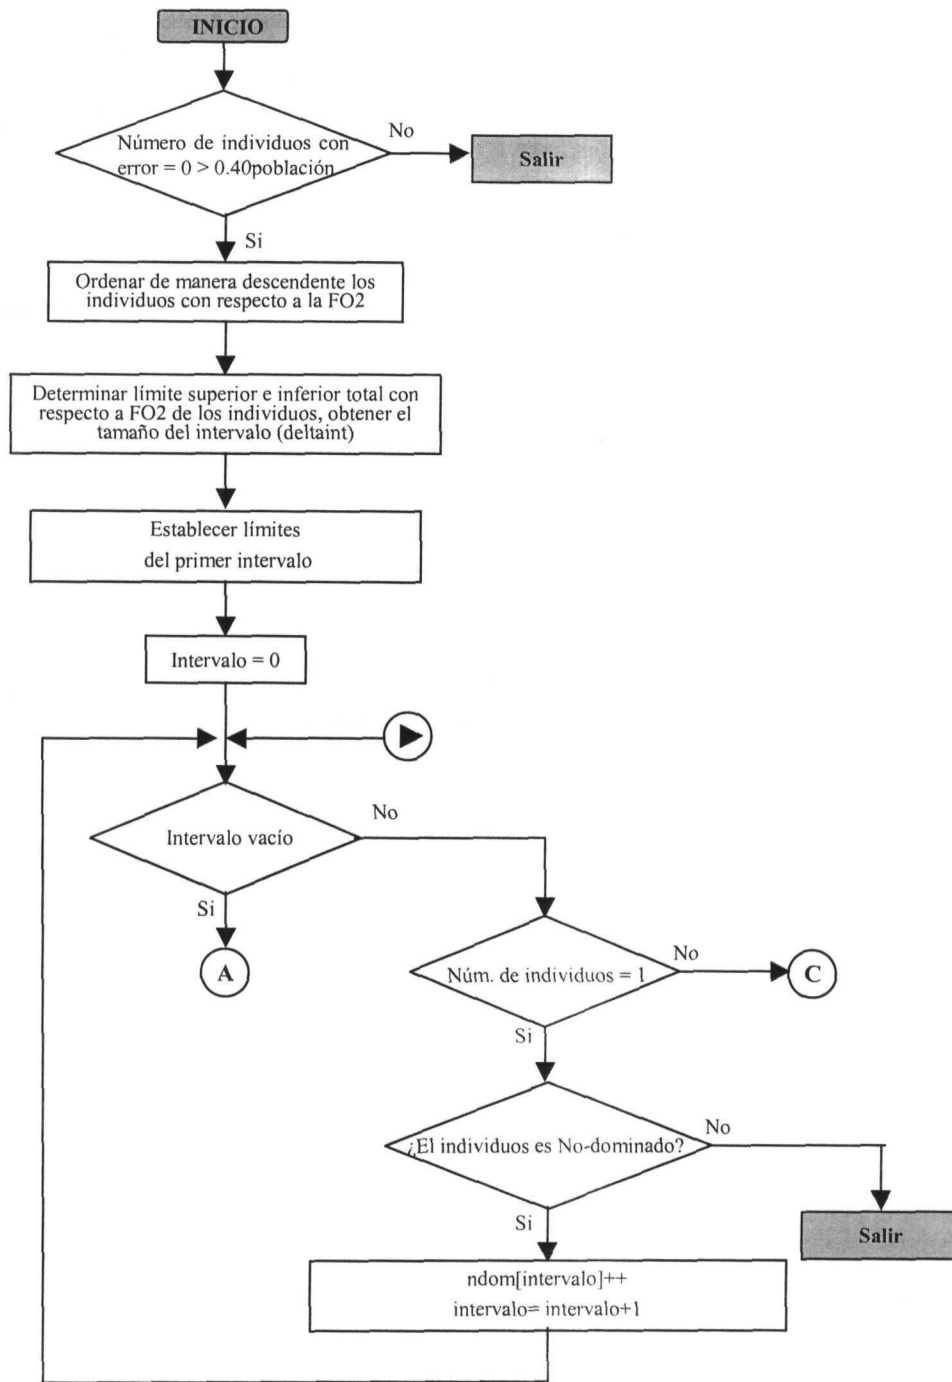 INICIO
Número de individuos con
error = 0 > 0.40población
No
Salir
Si
Ordenar de manera descendente los
individuos con respecto a la FO2
Determinar límite superior e inferior total con
respecto a FO2 de los individuos, obtener el
tamaño del intervalo (deltaint)
Establecer límites
del primer intervalo
Intervalo = 0
Intervalo vacío
No
Si
A
Núm. de individuos = 1
No
C
Si
¿El individuos es No-dominado?
No
Salir
Si
ndom[intervalo]++
intervalo= intervalo+1